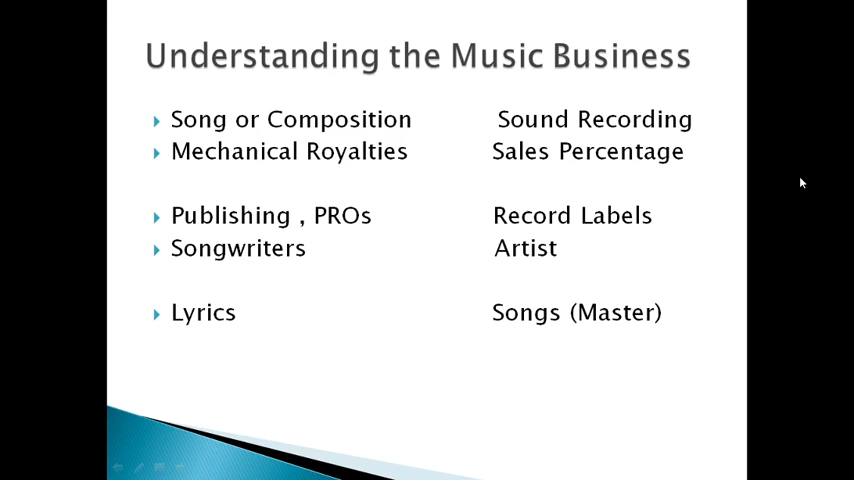 Understanding the Music Business
Song or Composition Sound Recording
Mechanical Royalties Sales Percentage
Publishing , PROs Record Labels
Songwriters Artist
Lyrics Songs (Master)